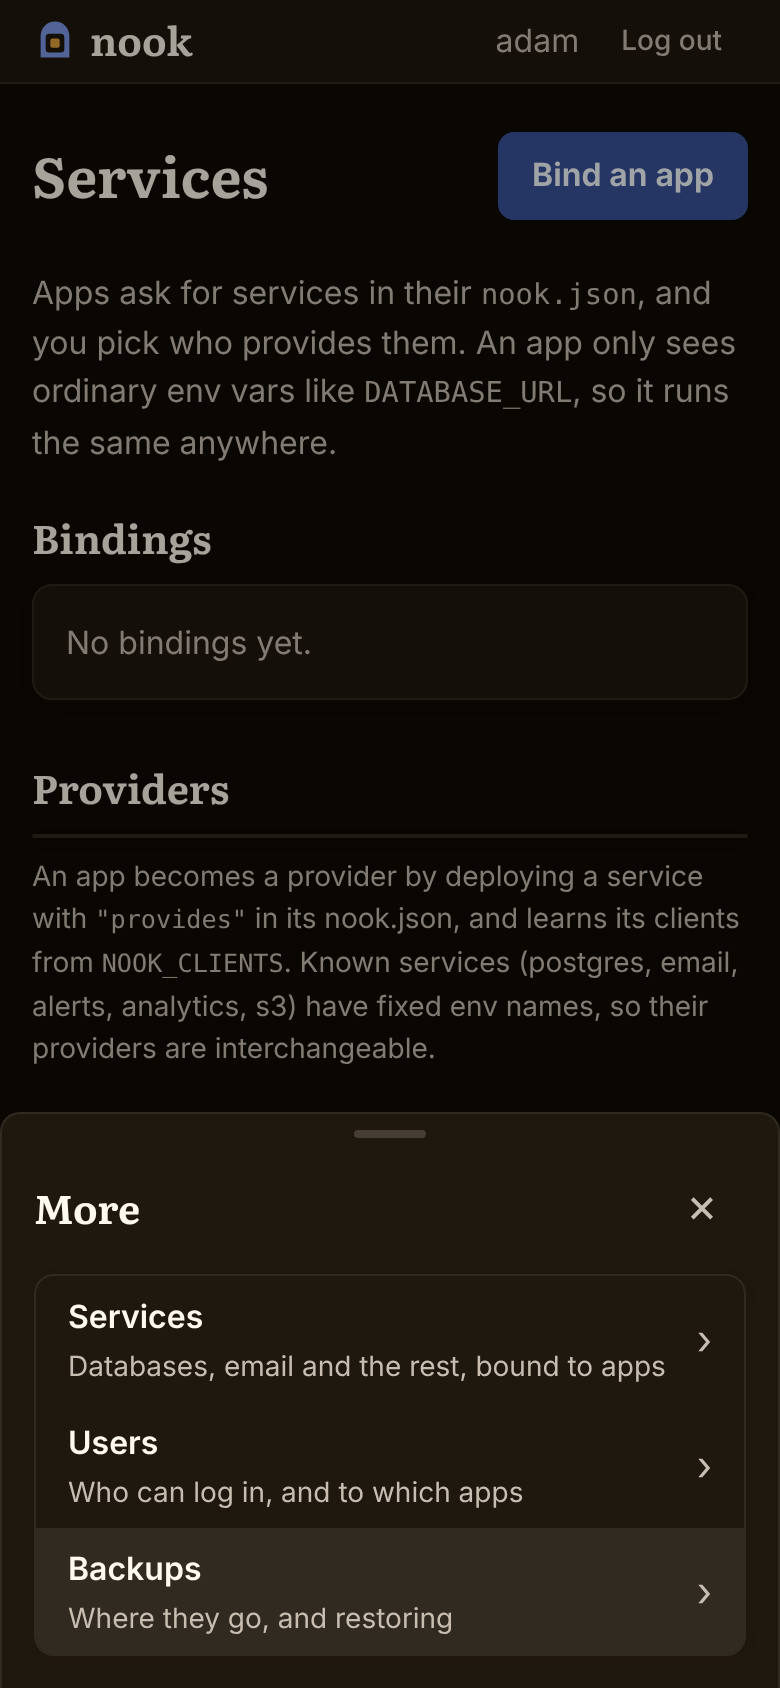 nook
adam
Log out
Services
Bind an app
Apps ask for services in their nook.json, and
you pick who provides them. An app only sees
ordinary env vars like DATABASE_URL, so it runs
the same anywhere.
Bindings
No bindings yet.
Providers
An app becomes a provider by deploying a service
with "provides" in its nook.json, and learns its clients
from NOOK_CLIENTS. Known services (postgres, email,
alerts, analytics, s3) have fixed env names, so their
providers are interchangeable.
More
Services
Databases, email and the rest, bound to apps
Users
Who can log in, and to which apps
Backups
Where they go, and restoring